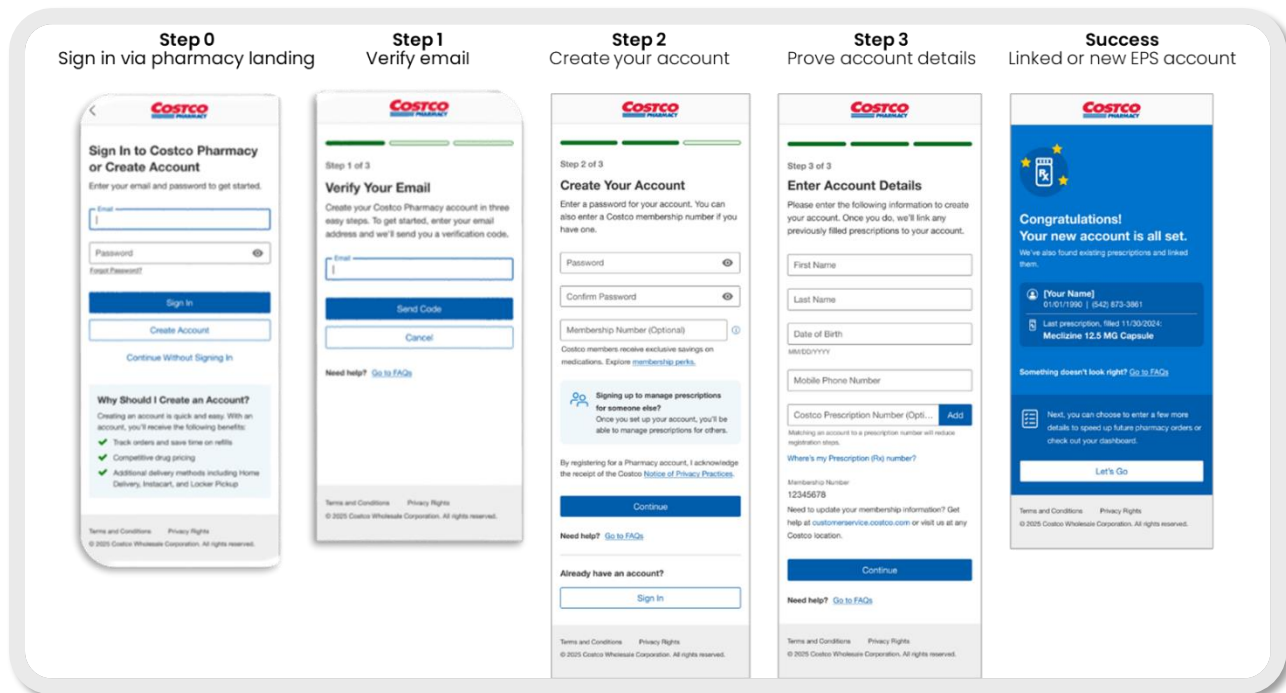 Step 0
Sign in via pharmacy landing
Step 1
Verify email
Step 2
Create your account
Step 3
Prove account details
Success
Linked or new EPS account
COSTCO
PHARMACY
Sign In to Costco Pharmacy
or Create Account
Enter your email and password to get started.
Email
Password
Forgot Password?
Sign In
Create Account
Continue Without Signing In
Why Should I Create an Account?
Creating an account is quick and easy. With an
account, you'll receive the following benefits:
Track orders and save time on refills
Competitive drug pricing
Additional delivery methods including Home
Delivery, Instacart, and Locker Pickup
Terms and Conditions Privacy Rights
© 2025 Costco Wholesale Corporation. All rights reserved.
COSTCO
PHARMACY
Step 1 of 3
Verify Your Email
Create your Costco Pharmacy account in three
easy steps. To get started, enter your email
address and we'll send you a verification code.
Email
Send Code
Cancel
Need help? Go to FAQs
Terms and Conditions Privacy Rights
© 2025 Costco Wholesale Corporation. All rights reserved.
COSTCO
PHARMACY
Step 2 of 3
Create Your Account
Enter a password for your account. You can
also enter a Costco membership number if you
have one.
Password
Confirm Password
Membership Number (Optional)
Costco members receive exclusive savings on
medications. Explore membership perks.
Signing up to manage prescriptions
for someone else?
Once you set up your account, you'll be
able to manage prescriptions for others.
By registering for a Pharmacy account, I acknowledge
the receipt of the Costco Notice of Privacy Practices.
Continue
Need help? Go to FAQs
Already have an account?
Sign In
Terms and Conditions Privacy Rights
© 2025 Costco Wholesale Corporation. All rights reserved.
COSTCO
PHARMACY
Step 3 of 3
Enter Account Details
Please enter the following information to create
your account. Once you do, we'll link any
previously filled prescriptions to your account.
First Name
Last Name
Date of Birth
MM/DD/YYYY
Mobile Phone Number
Costco Prescription Number (Opti... Add
Matching an account to a prescription number will reduce
registration steps.
Where's my Prescription (Rx) number?
Membership Number
12345678
Need to update your membership information? Get
help at customerservice.costco.com or visit us at any
Costco location.
Continue
Need help? Go to FAQs
Terms and Conditions Privacy Rights
© 2025 Costco Wholesale Corporation. All rights reserved.
COSTCO
PHARMACY
Rx
Congratulations!
Your new account is all set.
We've also found existing prescriptions and linked
them.
[Your Name]
01/01/1990 | (542) 873-3861
Last prescription, filled 11/30/2024:
Meclizine 12.5 MG Capsule
Something doesn't look right? Go to FAQs
Next, you can choose to enter a few more
details to speed up future pharmacy orders or
check out your dashboard.
Let's Go
Terms and Conditions Privacy Rights
© 2025 Costco Wholesale Corporation. All rights reserved.